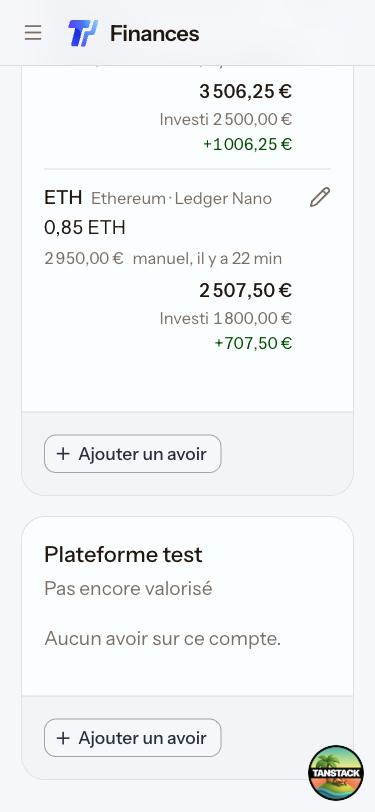 Finances
3 506,25 €
Investi 2 500,00 €
+1 006,25 €
ETH Ethereum · Ledger Nano
0,85 ETH
2 950,00 € manuel, il y a 22 min
2 507,50 €
Investi 1 800,00 €
+707,50 €
+ Ajouter un avoir
Plateforme test
Pas encore valorisé
Aucun avoir sur ce compte.
+ Ajouter un avoir
TANSTACK